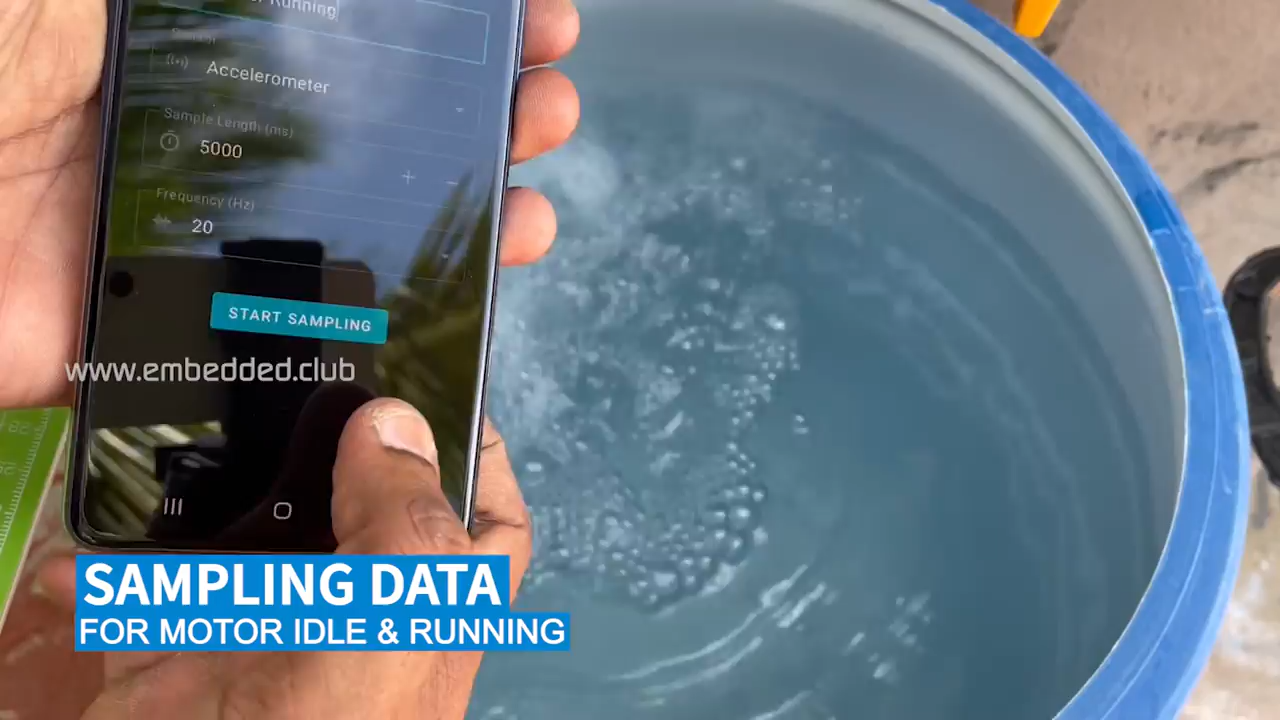 Running
Sensor
Accelerometer
Sample Length (ms)
5000
Frequency (Hz)
20
START SAMPLING
www.embedded.club
SAMPLING DATA
FOR MOTOR IDLE & RUNNING